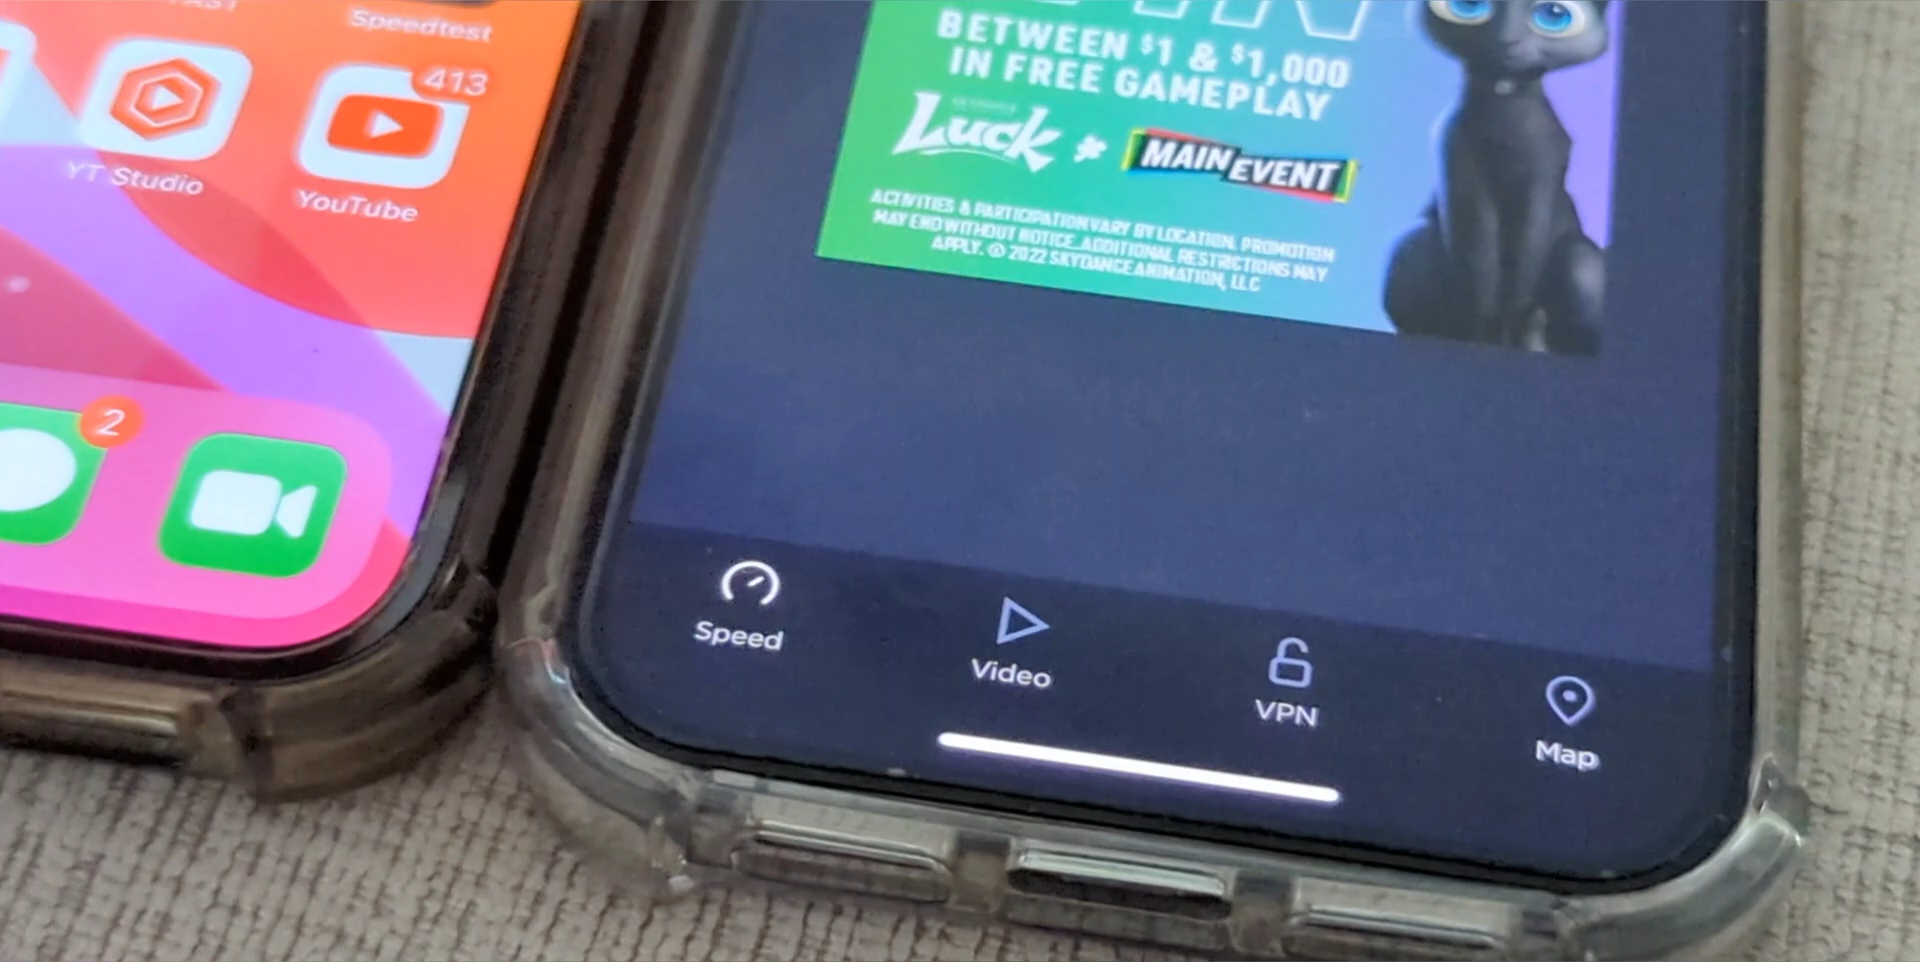 Speedtest
413
YT Studio
YouTube
2
BETWEEN $1 & $1,000
IN FREE GAMEPLAY
Luck
MAIN EVENT
ACTIVITIES & PARTICIPATION VARY BY LOCATION. PROMOTION
MAY END WITHOUT NOTICE. ADDITIONAL RESTRICTIONS MAY
APPLY. © 2022 SKYDANCE ANIMATION, LLC
Speed
Video
VPN
Map